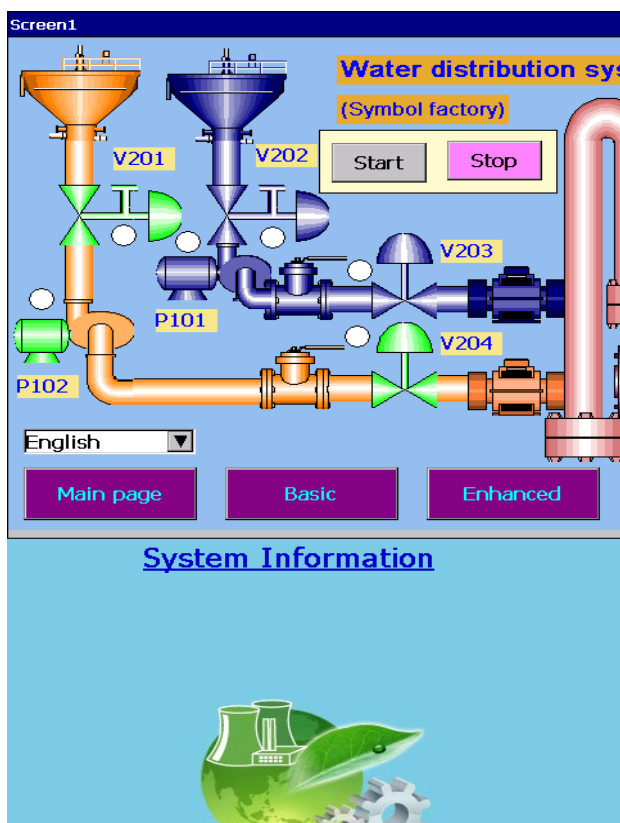 Screen1
Water distribution sys
(Symbol factory)
V201
V202
Start
Stop
V203
P101
V204
P102
English
Main page
Basic
Enhanced
System Information